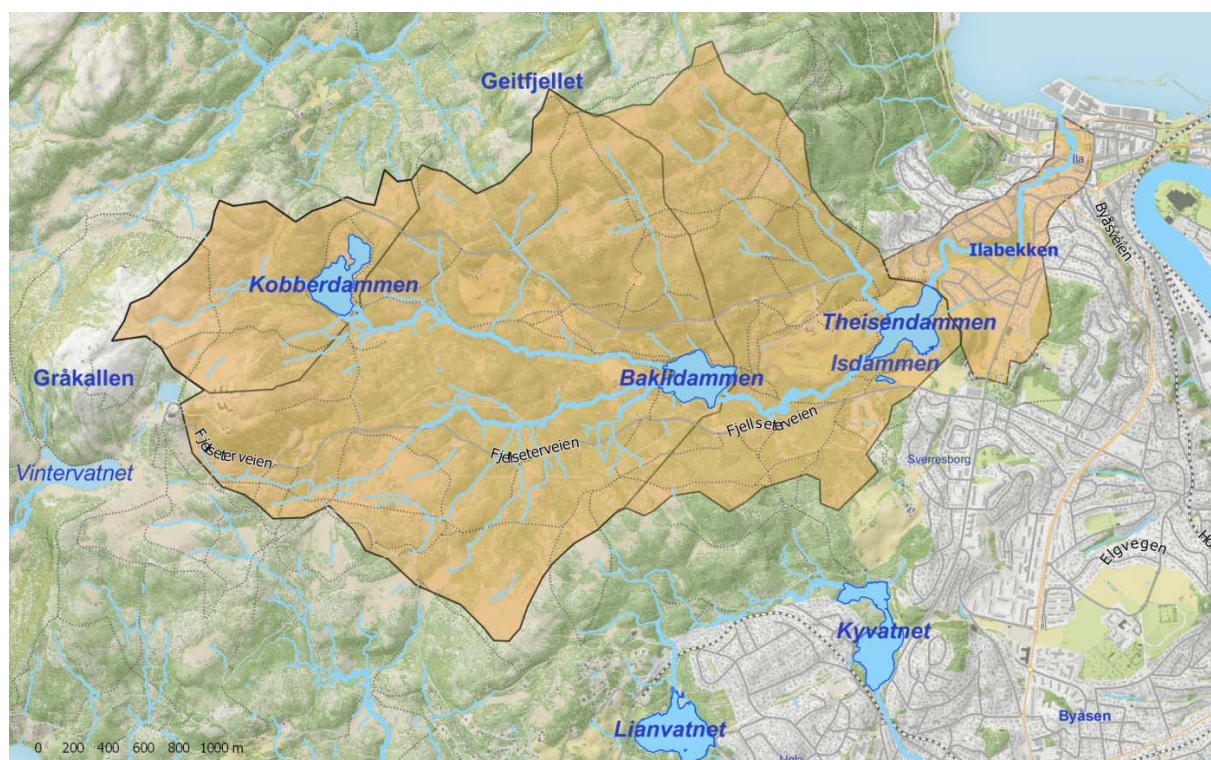 Geitfjellet
Ila
Byåsveien
Ilabekken
Kobberdammen
Theisendammen
Isdammen
Gråkallen
Baklidammen
Fjellseterveien
Fjellseterveien
Fjellseterveien
Vintervatnet
Sverresborg
Elgvegen
Kyvatnet
Byåsen
Lianvatnet
0 200 400 600 800 1000 m